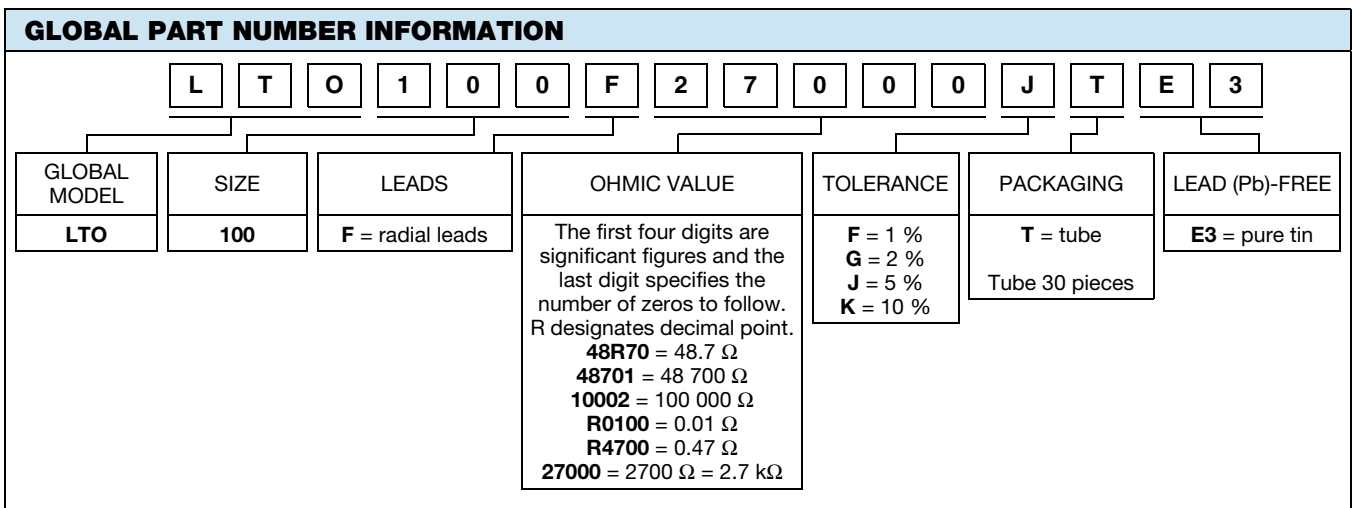 GLOBAL PART NUMBER INFORMATION
L T O 1 0 0 F 2 7 0 0 0 J T E 3
GLOBAL
MODEL
LTO
SIZE
100
LEADS
F = radial leads
OHMIC VALUE
The first four digits are
significant figures and the
last digit specifies the
number of zeros to follow.
R designates decimal point.
48R70 = 48.7 Ω
48701 = 48 700 Ω
10002 = 100 000 Ω
R0100 = 0.01 Ω
R4700 = 0.47 Ω
27000 = 2700 Ω = 2.7 kΩ
TOLERANCE
F = 1 %
G = 2 %
J = 5 %
K = 10 %
PACKAGING
T = tube
Tube 30 pieces
LEAD (Pb)-FREE
E3 = pure tin